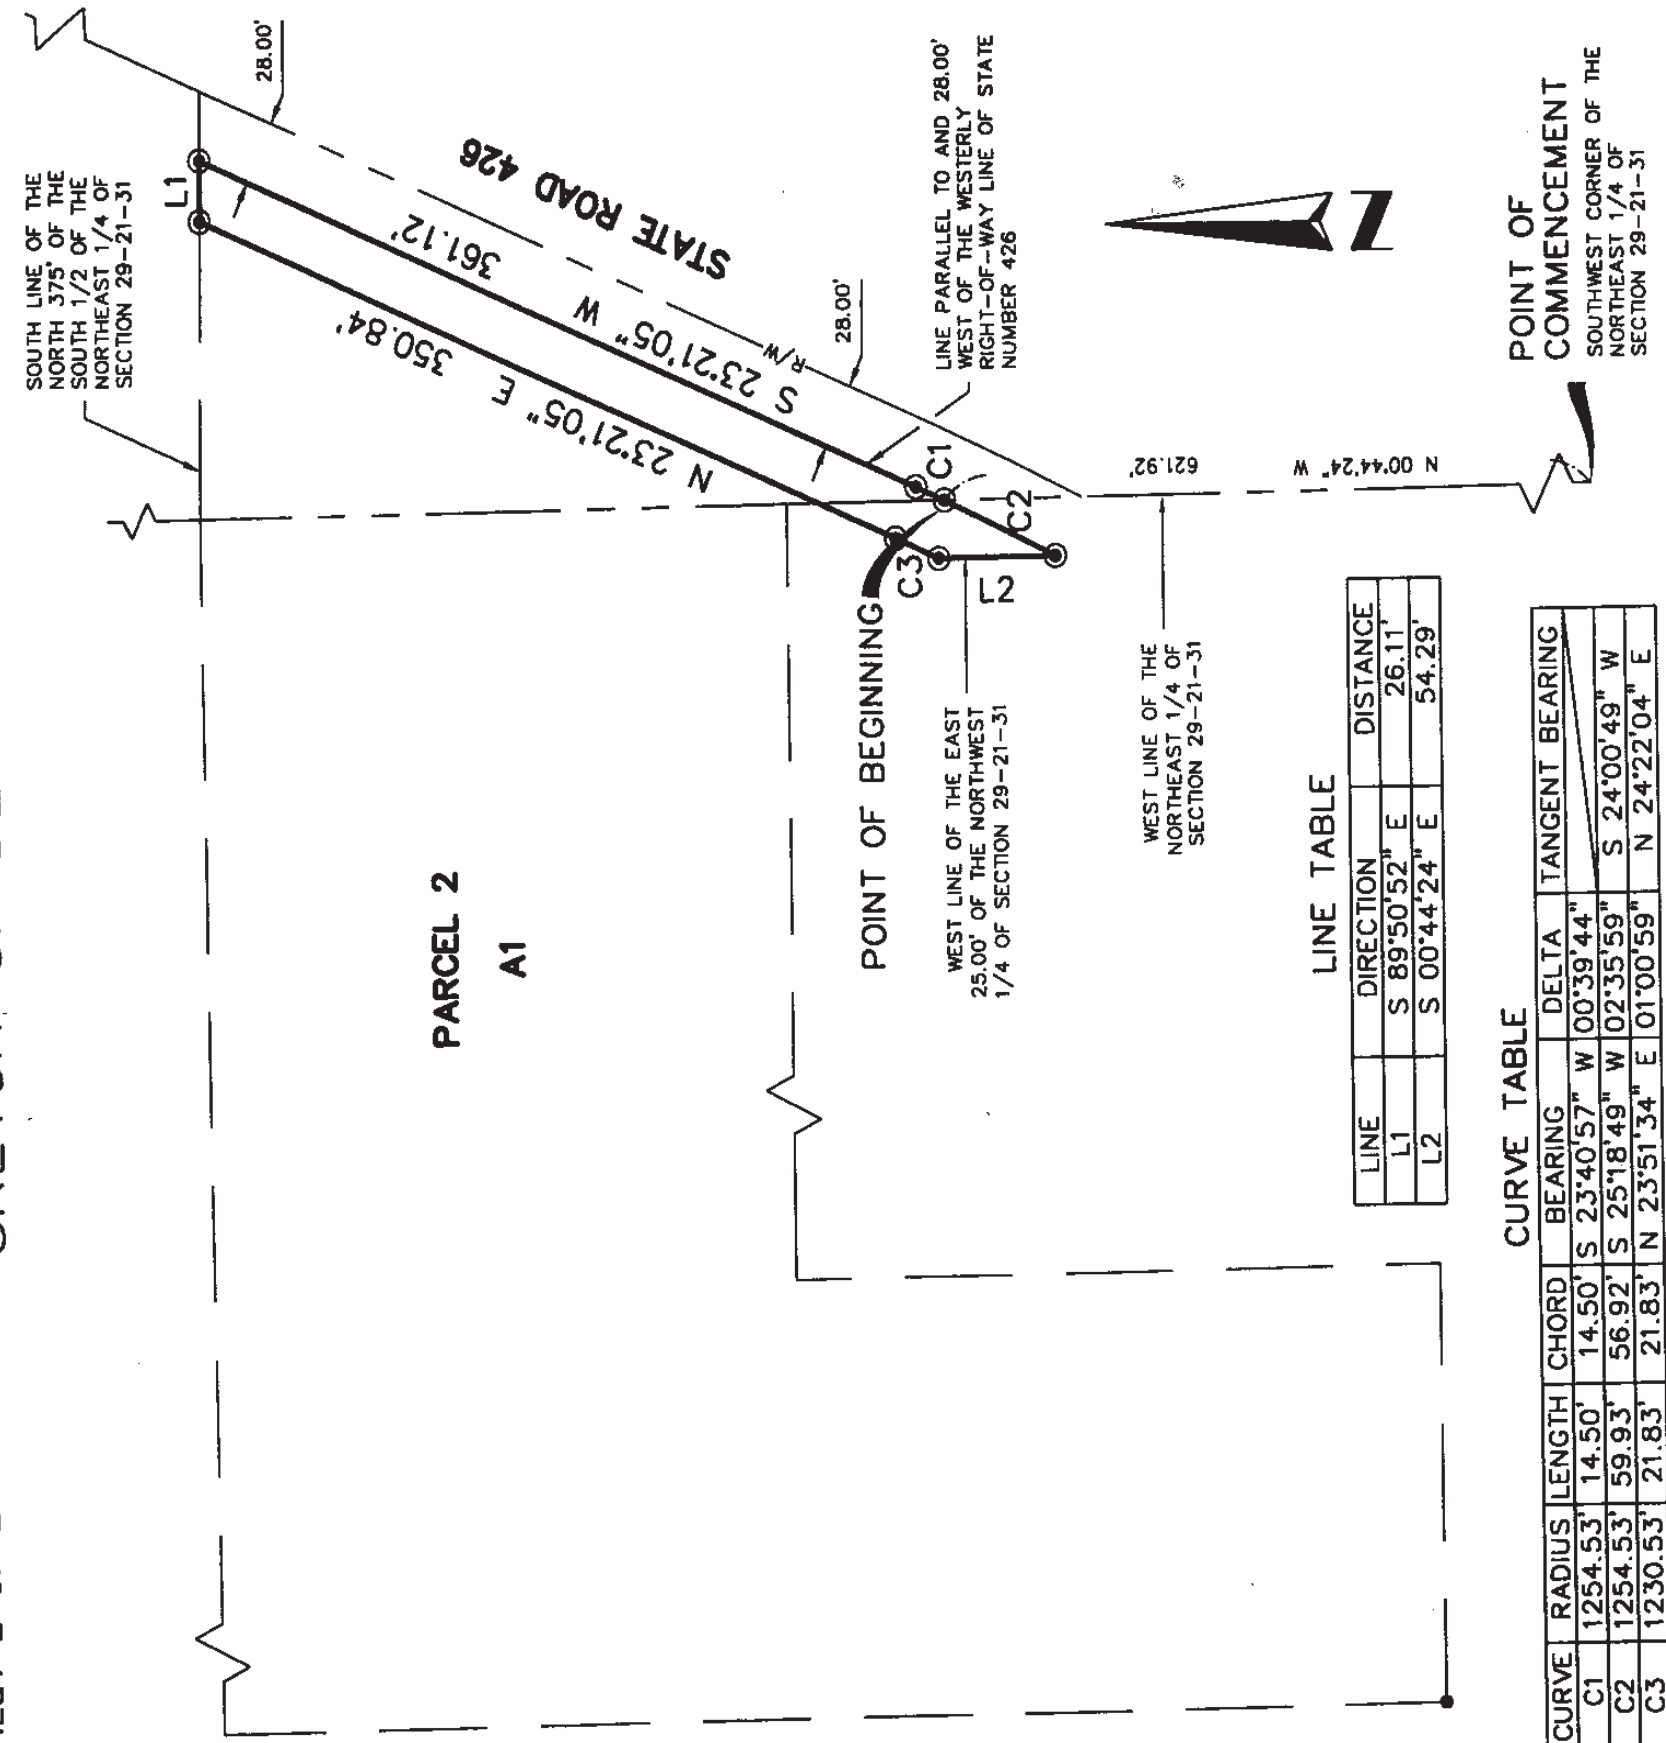 SOUTH LINE OF THE
NORTH 375' OF THE
SOUTH 1/2 OF THE
NORTHEAST 1/4 OF
SECTION 29-21-31
L1
28.00'
STATE ROAD 426
N 23°21'05" E 350.84'
S 23°21'05" W 361.12'
R/W
28.00'
LINE PARALLEL TO AND 28.00'
WEST OF THE WESTERLY
RIGHT-OF-WAY LINE OF STATE
NUMBER 426
C1
C2
C3
L2
N 00°44'24" W 621.92'
Z
POINT OF
COMMENCEMENT
SOUTHWEST CORNER OF THE
NORTHEAST 1/4 OF
SECTION 29-21-31
PARCEL 2
A1
POINT OF BEGINNING
WEST LINE OF THE EAST
25.00' OF THE NORTHWEST
1/4 OF SECTION 29-21-31
WEST LINE OF THE
NORTHEAST 1/4 OF
SECTION 29-21-31
LINE TABLE
LINE DIRECTION DISTANCE
L1 S 89°50'52" E 26.11'
L2 S 00°44'24" E 54.29'
CURVE TABLE
CURVE RADIUS LENGTH CHORD BEARING DELTA TANGENT BEARING
C1 1254.53' 14.50' 14.50' S 23°40'57" W 00°39'44"
C2 1254.53' 59.93' 56.92' S 25°18'49" W 02°35'59" S 24°00'49" W
C3 1230.53' 21.83' 21.83' N 23°51'34" E 01°00'59" N 24°22'04" E